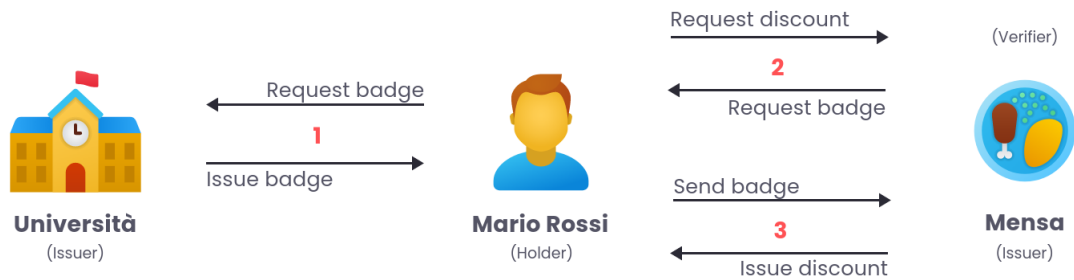 Request discount
(Verifier)
2
Request badge
Request badge
1
Issue badge
Send badge
3
Issue discount
Università
(Issuer)
Mario Rossi
(Holder)
Mensa
(Issuer)